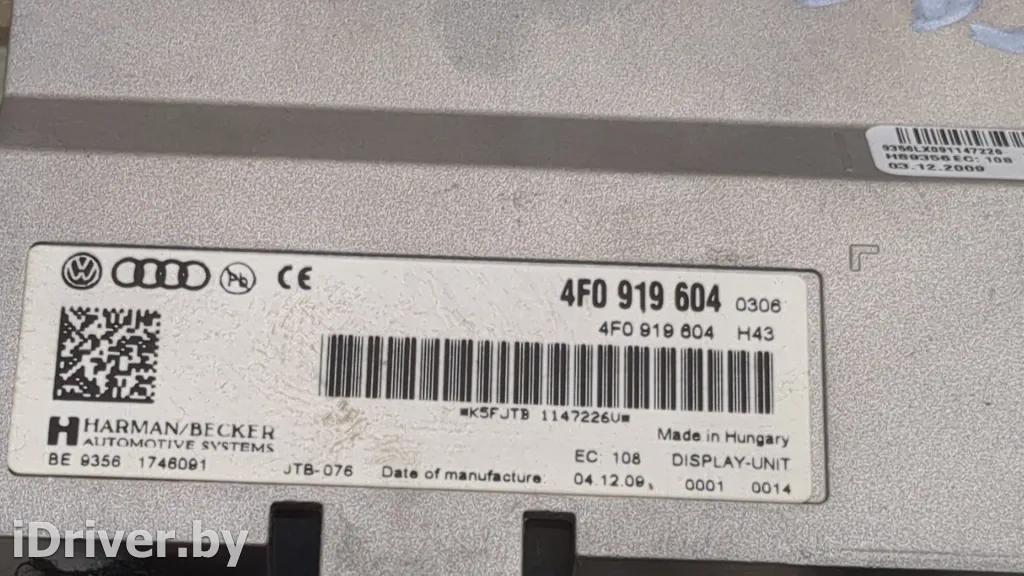 9356LX091147226
HB9356EC: 108
03.12.2009
Pb CE
4F0 919 604 0306
4F0 919 604 H43
*K5FJTB 1147226U*
HARMAN/BECKER
AUTOMOTIVE SYSTEMS
Made in Hungary
BE 9356 1746091
JTB-076
Date of manufacture:
EC: 108
DISPLAY-UNIT
04.12.09
0001 0014
iDriver.by